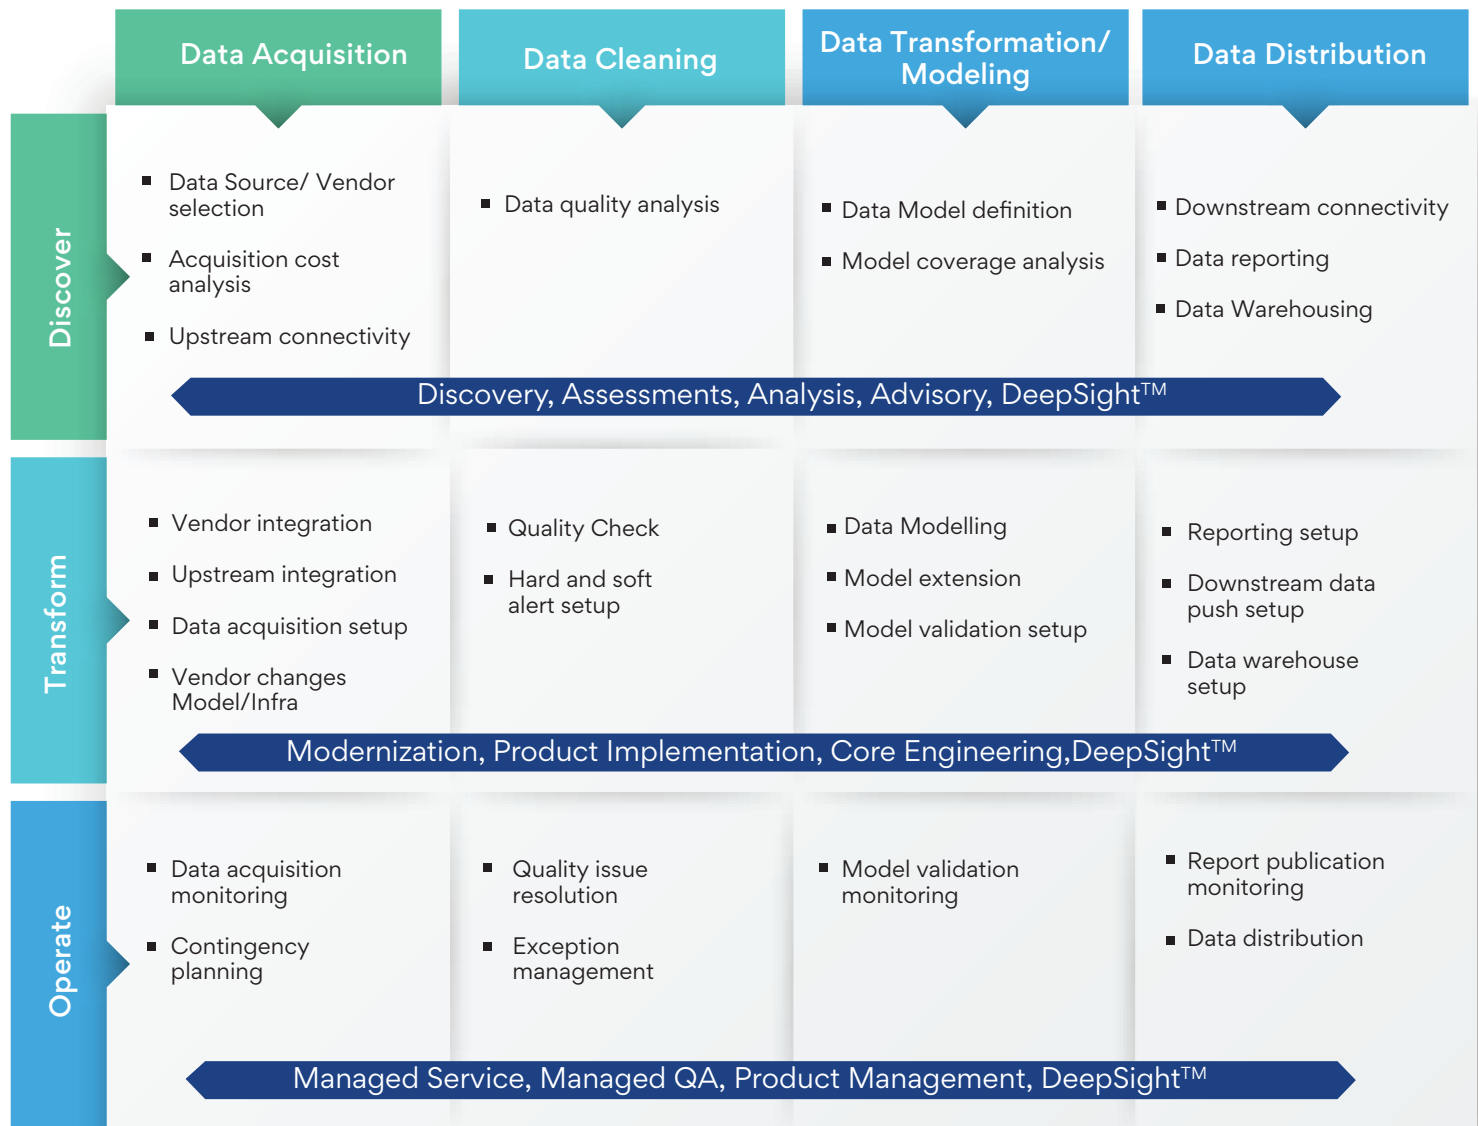 Data Acquisition
Data Cleaning
Data Transformation/
Modeling
Data Distribution
Discover
▪ Data Source/ Vendor
selection
▪ Acquisition cost
analysis
▪ Upstream connectivity
▪ Data quality analysis
▪ Data Model definition
▪ Model coverage analysis
▪ Downstream connectivity
▪ Data reporting
▪ Data Warehousing
Discovery, Assessments, Analysis, Advisory, DeepSight™
Transform
▪ Vendor integration
▪ Upstream integration
▪ Data acquisition setup
▪ Vendor changes
Model/Infra
▪ Quality Check
▪ Hard and soft
alert setup
▪ Data Modelling
▪ Model extension
▪ Model validation setup
▪ Reporting setup
▪ Downstream data
push setup
▪ Data warehouse
setup
Modernization, Product Implementation, Core Engineering,DeepSight™
Operate
▪ Data acquisition
monitoring
▪ Contingency
planning
▪ Quality issue
resolution
▪ Exception
management
▪ Model validation
monitoring
▪ Report publication
monitoring
▪ Data distribution
Managed Service, Managed QA, Product Management, DeepSight™